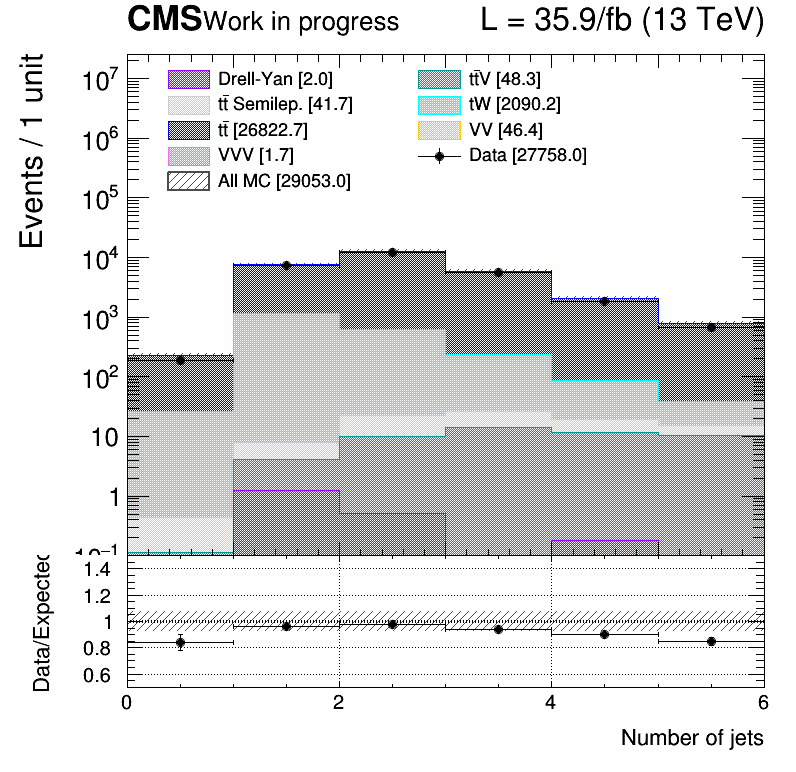 CMS Work in progress L = 35.9/fb (13 TeV)
Events / 1 unit
Drell-Yan [2.0] tt̄V [48.3]
tt̄ Semilep. [41.7] tW [2090.2]
tt̄ [26822.7] VV [46.4]
VVV [1.7] Data [27758.0]
All MC [29053.0]
10⁷
10⁶
10⁵
10⁴
10³
10²
10
1
10⁻¹
Data/Expected
1.4
1.2
1
0.8
0.6
0 2 4 6
Number of jets